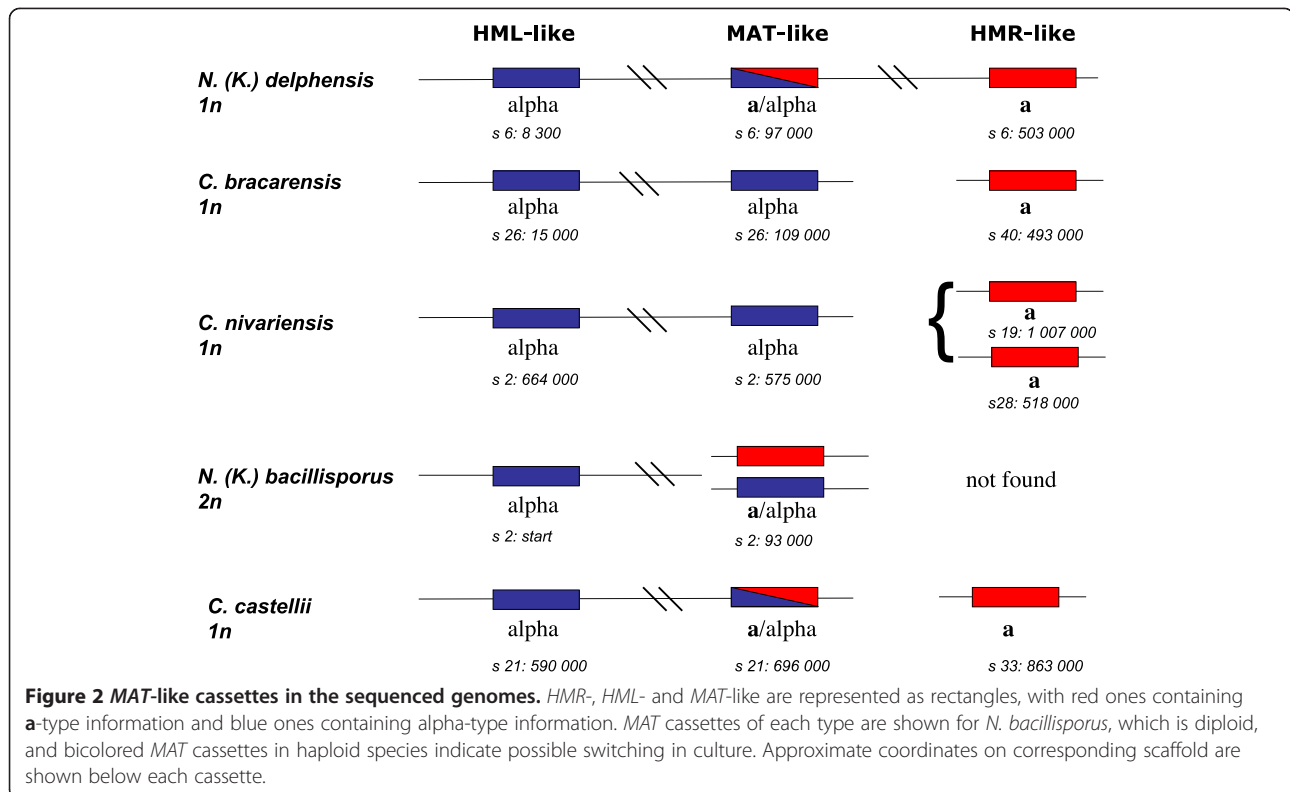 HML-like MAT-like HMR-like
N. (K.) delphensis
1n
alpha a/alpha a
s 6: 8 300 s 6: 97 000 s 6: 503 000
C. bracarensis
1n
alpha alpha a
s 26: 15 000 s 26: 109 000 s 40: 493 000
C. nivariensis
1n
{
a
s 19: 1 007 000
alpha alpha
a
s 2: 664 000 s 2: 575 000
s28: 518 000
N. (K.) bacillisporus
2n
not found
alpha a/alpha
s 2: start s 2: 93 000
C. castellii
1n
alpha a/alpha a
s 21: 590 000 s 21: 696 000 s 33: 863 000
Figure 2 MAT-like cassettes in the sequenced genomes. HMR-, HML- and MAT-like are represented as rectangles, with red ones containing
a-type information and blue ones containing alpha-type information. MAT cassettes of each type are shown for N. bacillisporus, which is diploid,
and bicolored MAT cassettes in haploid species indicate possible switching in culture. Approximate coordinates on corresponding scaffold are
shown below each cassette.